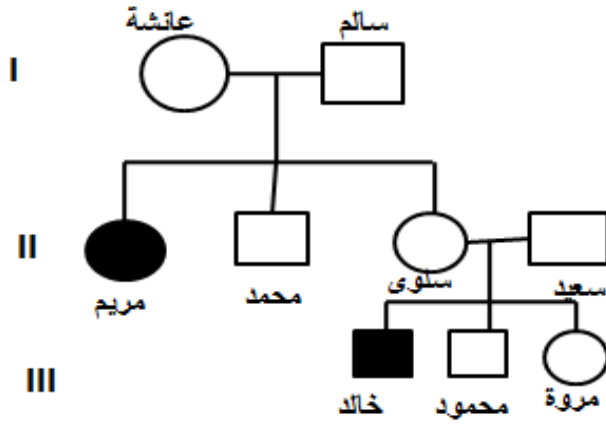 عائشة سالم
I
II
مريم محمد سلوى سعيد
III
خالد محمود مروة